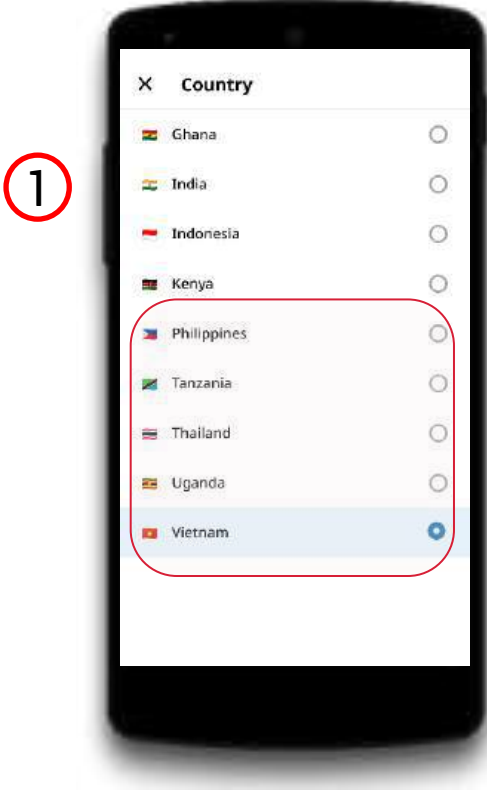 Country
Ghana
1
India
Indonesia
Kenya
Philippines
Tanzania
Thailand
Uganda
Vietnam